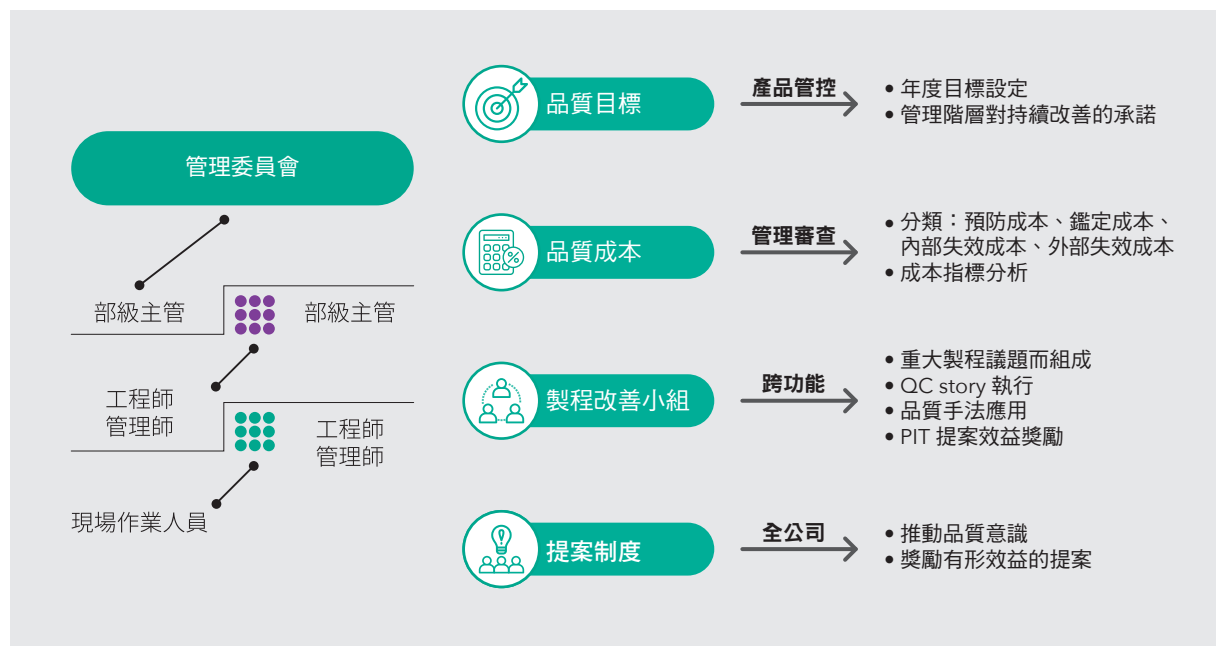 管理委員會
部級主管
部級主管
工程師
管理師
工程師
管理師
現場作業人員
品質目標
產品管控
• 年度目標設定
• 管理階層對持續改善的承諾
品質成本
管理審查
• 分類：預防成本、鑑定成本、
內部失效成本、外部失效成本
• 成本指標分析
製程改善小組
跨功能
• 重大製程議題而組成
• QC story 執行
• 品質手法應用
• PIT 提案效益獎勵
提案制度
全公司
• 推動品質意識
• 獎勵有形效益的提案